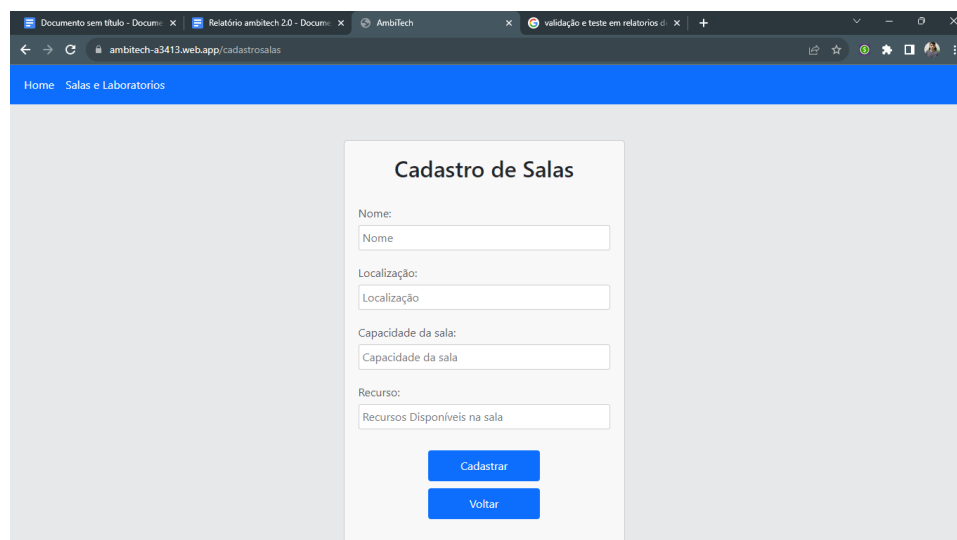 Documento sem título - Docume
Relatório ambitech 2.0 - Docume
AmbiTech
validação e teste em relatorios d
ambitech-a3413.web.app/cadastrosalas
Home Salas e Laboratorios
Cadastro de Salas
Nome:
Nome
Localização:
Localização
Capacidade da sala:
Capacidade da sala
Recurso:
Recursos Disponíveis na sala
Cadastrar
Voltar